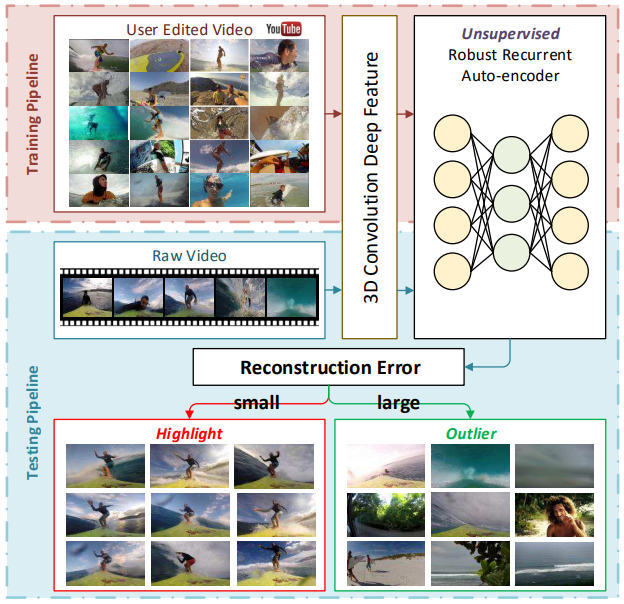 User Edited Video YouTube
Unsupervised
Robust Recurrent
Auto-encoder
Training Pipeline
3D Convolution Deep Feature
Raw Video
Testing Pipeline
Reconstruction Error
small
large
Highlight
Outlier